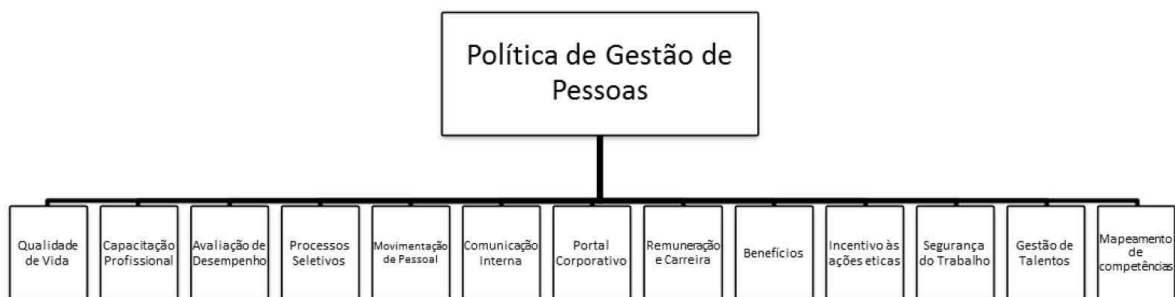 Política de Gestão de
Pessoas
Qualidade
de Vida
Capacitação
Profissional
Avaliação de
Desempenho
Processos
Seletivos
Movimentação
de Pessoal
Comunicação
Interna
Portal
Corporativo
Remuneração
e Carreira
Benefícios
Incentivo às
ações eticas
Segurança
do Trabalho
Gestão de
Talentos
Mapeamento
de
competências